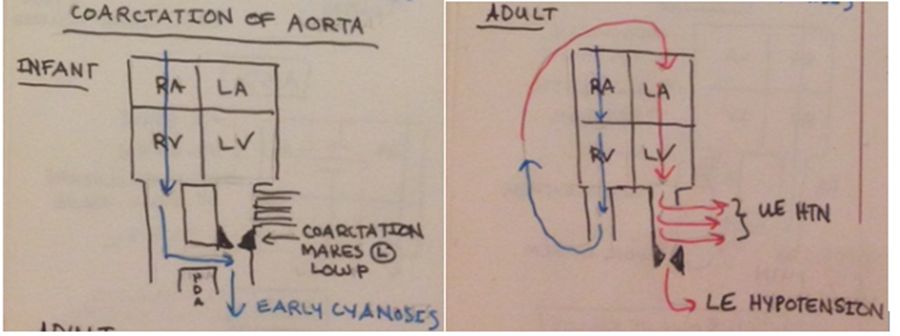 COARCTATION OF AORTA
INFANT
RA LA
RV LV
COARCTATION
MAKES Ⓛ
LOW P
PDA
EARLY CYANOSIS
ADULT
ADULT
RA LA
RV LV
UE HTN
LE HYPOTENSION